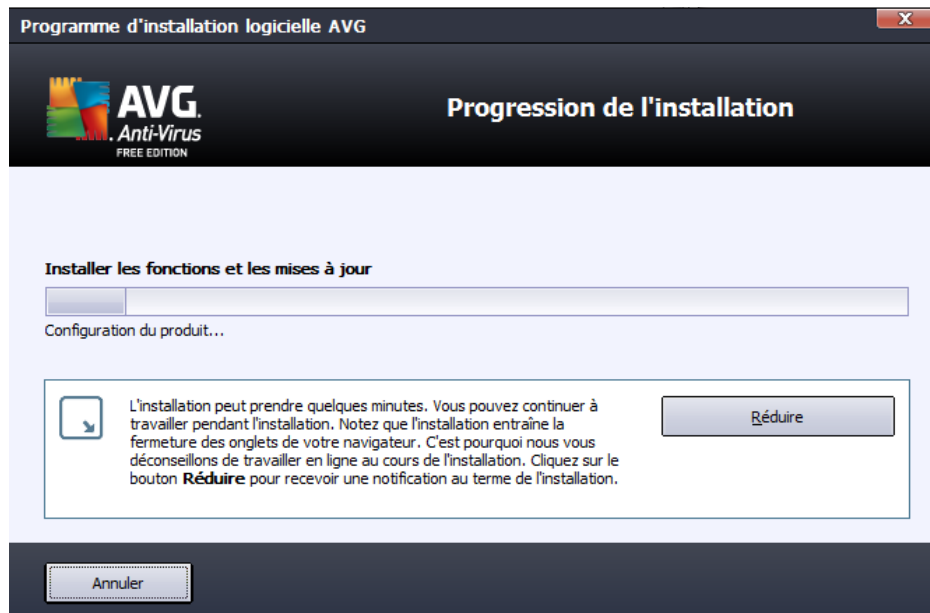 Programme d'installation logicielle AVG
AVG.
Anti-Virus
FREE EDITION
Progression de l'installation
Installer les fonctions et les mises à jour
Configuration du produit...
L'installation peut prendre quelques minutes. Vous pouvez continuer à
travailler pendant l'installation. Notez que l'installation entraîne la
fermeture des onglets de votre navigateur. C'est pourquoi nous vous
déconseillons de travailler en ligne au cours de l'installation. Cliquez sur le
bouton Réduire pour recevoir une notification au terme de l'installation.
Réduire
Annuler